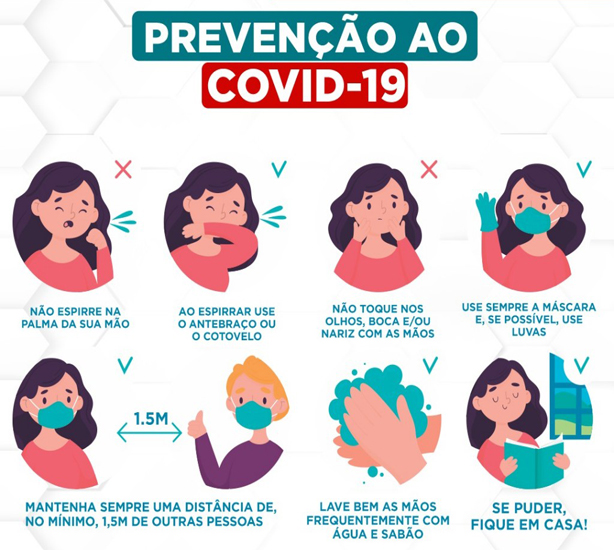 PREVENÇÃO AO
COVID-19
NÃO ESPIRRE NA
PALMA DA SUA MÃO
AO ESPIRRAR USE
O ANTEBRAÇO OU
O COTOVELO
NÃO TOQUE NOS
OLHOS, BOCA E/OU
NARIZ COM AS MÃOS
USE SEMPRE A MÁSCARA
E, SE POSSÍVEL, USE
LUVAS
1.5M
MANTENHA SEMPRE UMA DISTÂNCIA DE,
NO MÍNIMO, 1,5M DE OUTRAS PESSOAS
LAVE BEM AS MÃOS
FREQUENTEMENTE COM
ÁGUA E SABÃO
SE PUDER,
FIQUE EM CASA!